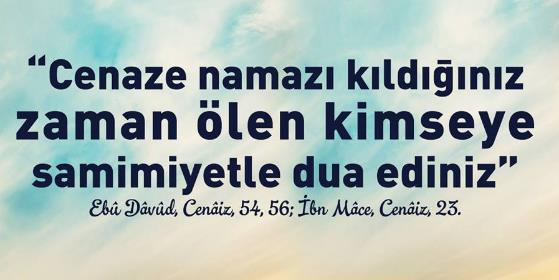 “Cenaze namazı kıldığınız
zaman ölen kimseye
samimiyetle dua ediniz”
Ebû Dâvûd, Cenâiz, 54, 56; İbn Mâce, Cenâiz, 23.